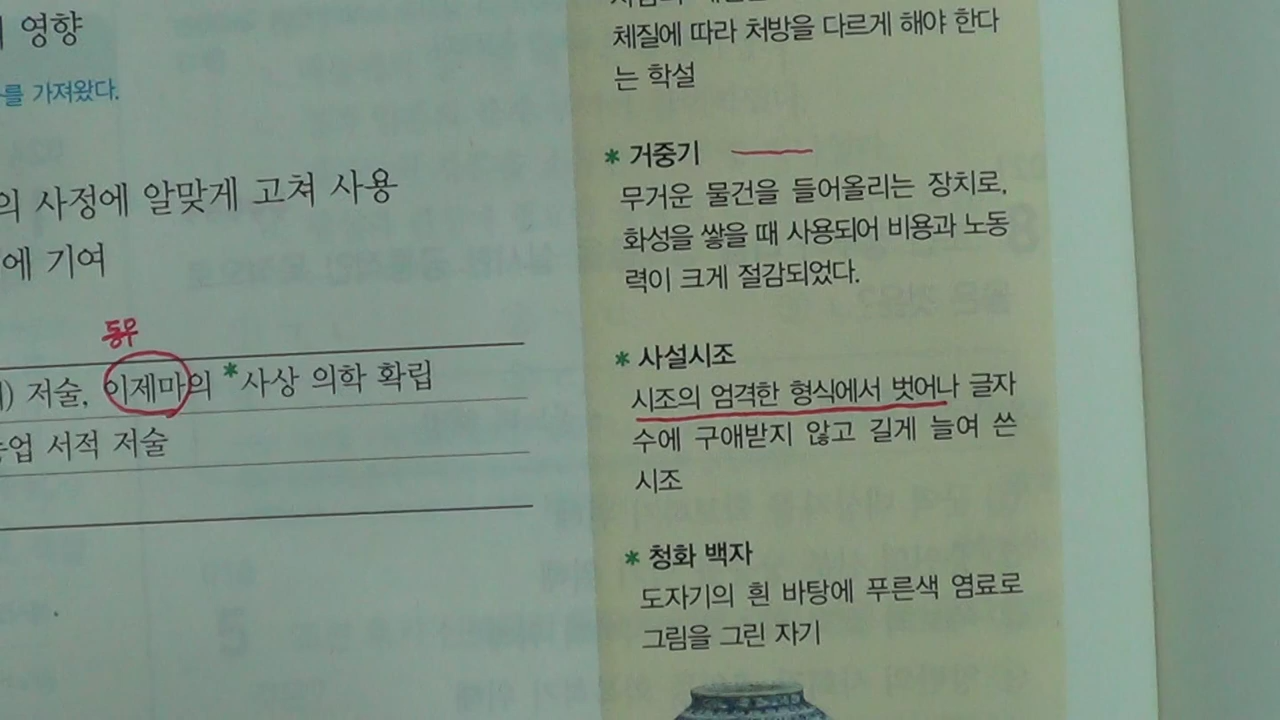 영향
를 가져왔다.
의 사정에 알맞게 고쳐 사용
에 기여
동무
저술, 이제마의 *사상 의학 확립
농업 서적 저술
체질에 따라 처방을 다르게 해야 한다
는 학설
* 거중기
무거운 물건을 들어올리는 장치로,
화성을 쌓을 때 사용되어 비용과 노동
력이 크게 절감되었다.
* 사설시조
시조의 엄격한 형식에서 벗어나 글자
수에 구애받지 않고 길게 늘여 쓴
시조
* 청화 백자
도자기의 흰 바탕에 푸른색 염료로
그림을 그린 자기